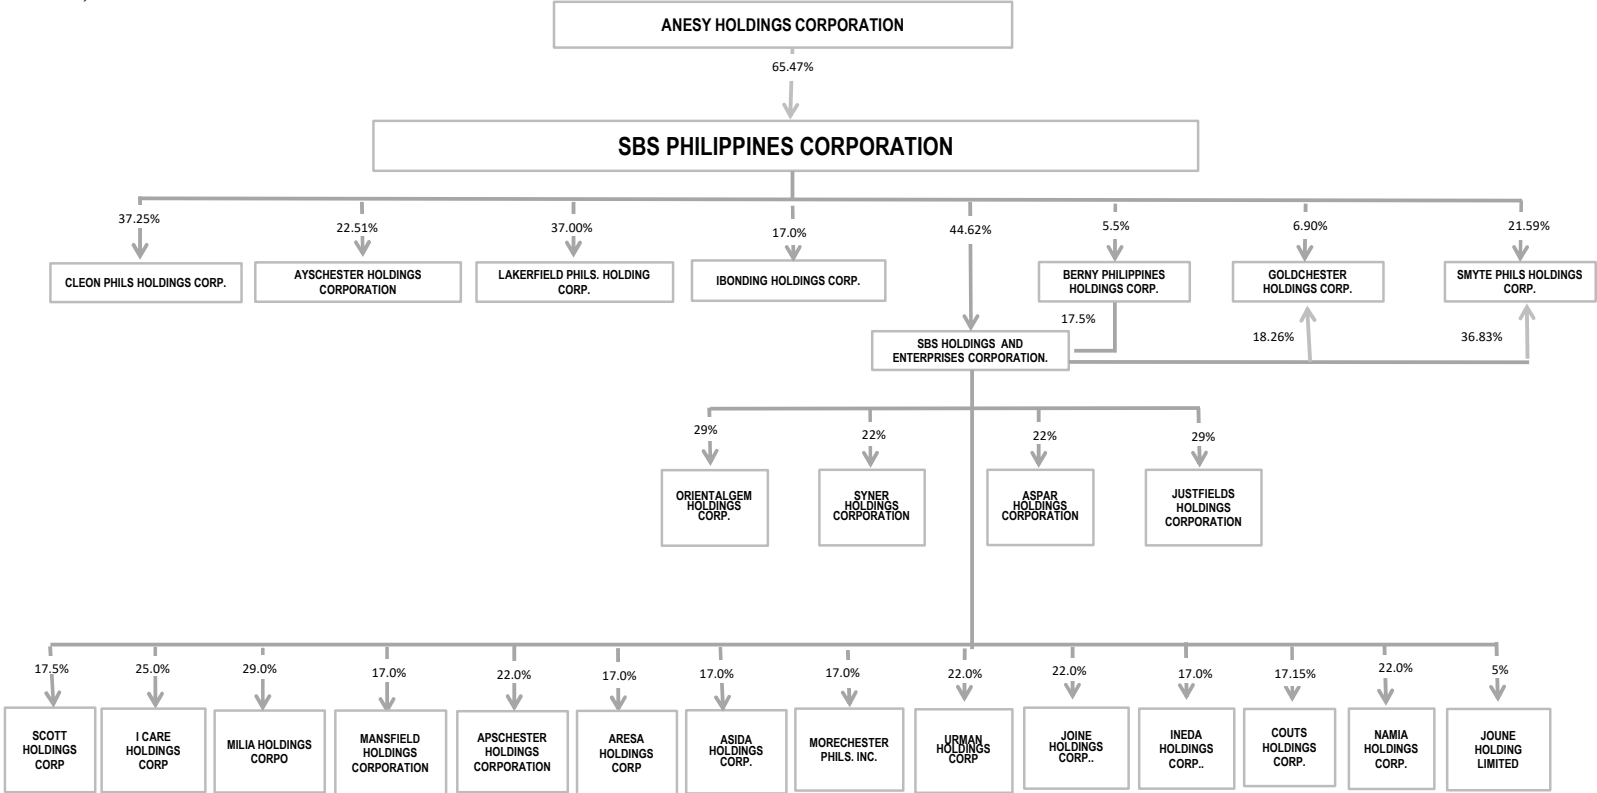 ANESY HOLDINGS CORPORATION
65.47%
SBS PHILIPPINES CORPORATION
37.25%
22.51%
37.00%
17.0%
44.62%
5.5%
6.90%
21.59%
CLEON PHILS HOLDINGS CORP.
AYSCHESTER HOLDINGS
CORPORATION
LAKERFIELD PHILS. HOLDING
CORP.
IBONDING HOLDINGS CORP.
BERNY PHILIPPINES
HOLDINGS CORP.
GOLDCHESTER
HOLDINGS CORP.
SMYTE PHILS HOLDINGS
CORP.
17.5%
18.26%
36.83%
SBS HOLDINGS AND
ENTERPRISES CORPORATION.
29%
22%
22%
29%
ORIENTALGEM
HOLDINGS
CORP.
SYNER
HOLDINGS
CORPORATION
ASPAR
HOLDINGS
CORPORATION
JUSTFIELDS
HOLDINGS
CORPORATION
17.5%
25.0%
29.0%
17.0%
22.0%
17.0%
17.0%
17.0%
22.0%
22.0%
17.0%
17.15%
22.0%
5%
SCOTT
HOLDINGS
CORP
I CARE
HOLDINGS
CORP
MILIA HOLDINGS
CORPO
MANSFIELD
HOLDINGS
CORPORATION
APSCHESTER
HOLDINGS
CORPORATION
ARESA
HOLDINGS
CORP
ASIDA
HOLDINGS
CORP.
MORECHESTER
PHILS. INC.
URMAN
HOLDINGS
CORP
JOINE
HOLDINGS
CORP..
INEDA
HOLDINGS
CORP..
COUTS
HOLDINGS
CORP.
NAMIA
HOLDINGS
CORP.
JOUNE
HOLDING
LIMITED